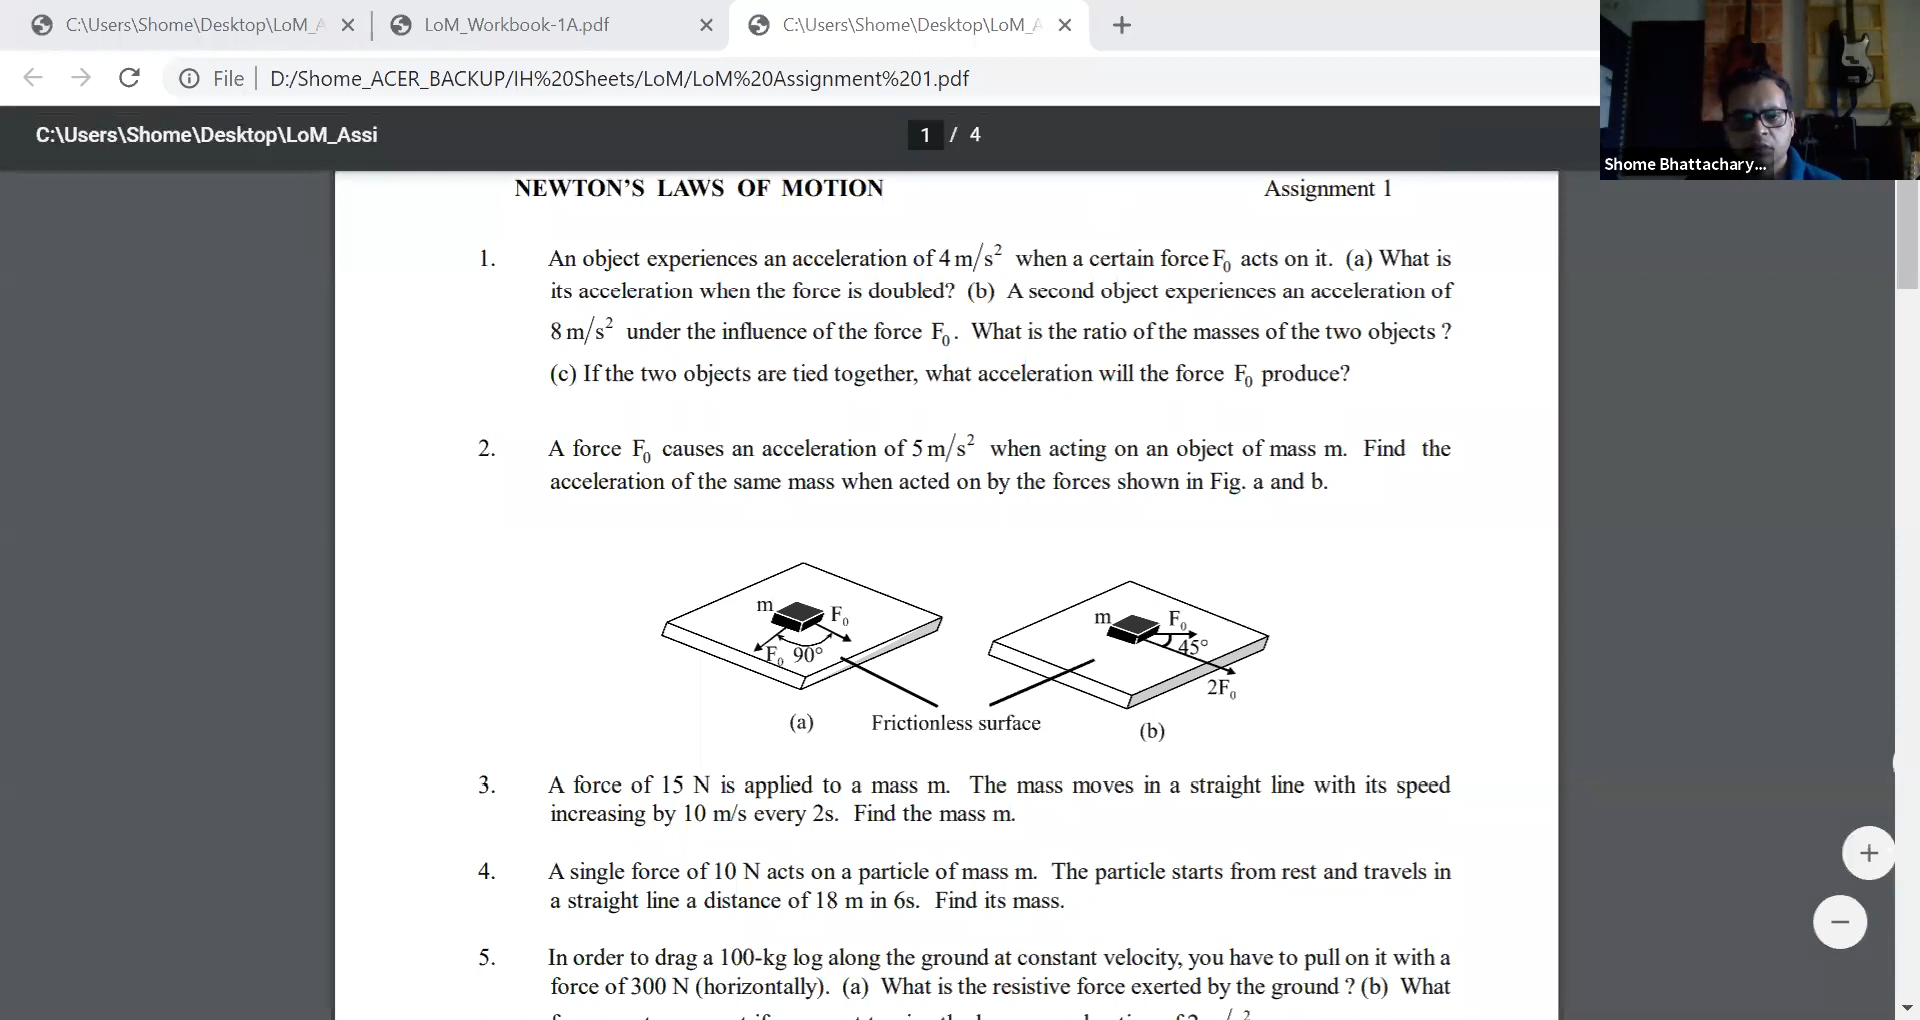 C:\Users\Shome\Desktop\LoM_A
LoM_Workbook-1A.pdf
C:\Users\Shome\Desktop\LoM_A
File | D:/Shome_ACER_BACKUP/IH%20Sheets/LoM/LoM%20Assignment%201.pdf
C:\Users\Shome\Desktop\LoM_Assi
1 / 4
Shome Bhattachary...
NEWTON'S LAWS OF MOTION Assignment 1
1. An object experiences an acceleration of 4 m/s² when a certain force F₀ acts on it. (a) What is
its acceleration when the force is doubled? (b) A second object experiences an acceleration of
8 m/s² under the influence of the force F₀. What is the ratio of the masses of the two objects ?
(c) If the two objects are tied together, what acceleration will the force F₀ produce?
2. A force F₀ causes an acceleration of 5 m/s² when acting on an object of mass m. Find the
acceleration of the same mass when acted on by the forces shown in Fig. a and b.
m F₀
F₀ 90°
(a)
m F₀
45°
2F₀
Frictionless surface
(b)
3. A force of 15 N is applied to a mass m. The mass moves in a straight line with its speed
increasing by 10 m/s every 2s. Find the mass m.
4. A single force of 10 N acts on a particle of mass m. The particle starts from rest and travels in
a straight line a distance of 18 m in 6s. Find its mass.
5. In order to drag a 100-kg log along the ground at constant velocity, you have to pull on it with a
force of 300 N (horizontally). (a) What is the resistive force exerted by the ground ? (b) What